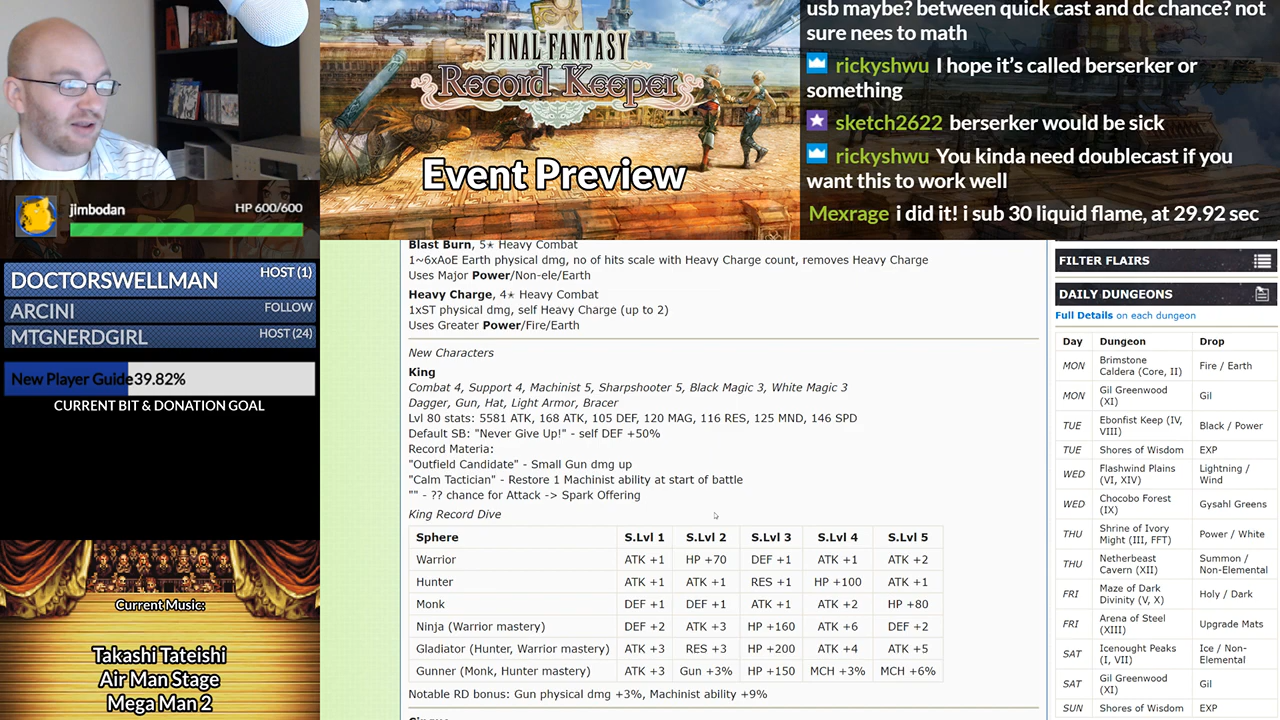 jimbodan
HP 600/600
DOCTORSWELLMAN
HOST (1)
ARCINI
FOLLOW
MTGNERDGIRL
HOST (24)
New Player Guide39.82%
CURRENT BIT & DONATION GOAL
Current Music:
Takashi Tateishi
Air Man Stage
Mega Man 2
FINAL FANTASY
Record Keeper
Event Preview
usb maybe? between quick cast and dc chance? not
sure nees to math
rickyshwu I hope it's called berserker or
something
sketch2622 berserker would be sick
rickyshwu You kinda need doublecast if you
want this to work well
Mexrage i did it! i sub 30 liquid flame, at 29.92 sec
Blast Burn, 5★ Heavy Combat
1~6xAoE Earth physical dmg, no of hits scale with Heavy Charge count, removes Heavy Charge
Uses Major Power/Non-ele/Earth
Heavy Charge, 4★ Heavy Combat
1xST physical dmg, self Heavy Charge (up to 2)
Uses Greater Power/Fire/Earth
New Characters
King
Combat 4, Support 4, Machinist 5, Sharpshooter 5, Black Magic 3, White Magic 3
Dagger, Gun, Hat, Light Armor, Bracer
Lvl 80 stats: 5581 ATK, 168 ATK, 105 DEF, 120 MAG, 116 RES, 125 MND, 146 SPD
Default SB: "Never Give Up!" - self DEF +50%
Record Materia:
"Outfield Candidate" - Small Gun dmg up
"Calm Tactician" - Restore 1 Machinist ability at start of battle
"" - ?? chance for Attack -> Spark Offering
King Record Dive
Sphere S.Lvl 1 S.Lvl 2 S.Lvl 3 S.Lvl 4 S.Lvl 5
Warrior ATK +1 HP +70 DEF +1 ATK +1 ATK +2
Hunter ATK +1 ATK +1 RES +1 HP +100 ATK +1
Monk DEF +1 DEF +1 ATK +1 ATK +2 HP +80
Ninja (Warrior mastery) DEF +2 ATK +3 HP +160 ATK +6 DEF +2
Gladiator (Hunter, Warrior mastery) ATK +3 RES +3 HP +200 ATK +4 ATK +5
Gunner (Monk, Hunter mastery) ATK +3 Gun +3% HP +150 MCH +3% MCH +6%
Notable RD bonus: Gun physical dmg +3%, Machinist ability +9%
FILTER FLAIRS
DAILY DUNGEONS
Full Details on each dungeon
Day Dungeon Drop
MON Brimstone Caldera (Core, II) Fire / Earth
MON Gil Greenwood (XI) Gil
TUE Ebonfist Keep (IV, VIII) Black / Power
TUE Shores of Wisdom EXP
WED Flashwind Plains (VI, XIV) Lightning / Wind
WED Chocobo Forest (IX) Gysahl Greens
THU Shrine of Ivory Might (III, FFT) Power / White
THU Netherbeast Cavern (XII) Summon / Non-Elemental
FRI Maze of Dark Divinity (V, X) Holy / Dark
FRI Arena of Steel (XIII) Upgrade Mats
SAT Icenought Peaks (I, VII) Ice / Non-Elemental
SAT Gil Greenwood (XI) Gil
SUN Shores of Wisdom EXP